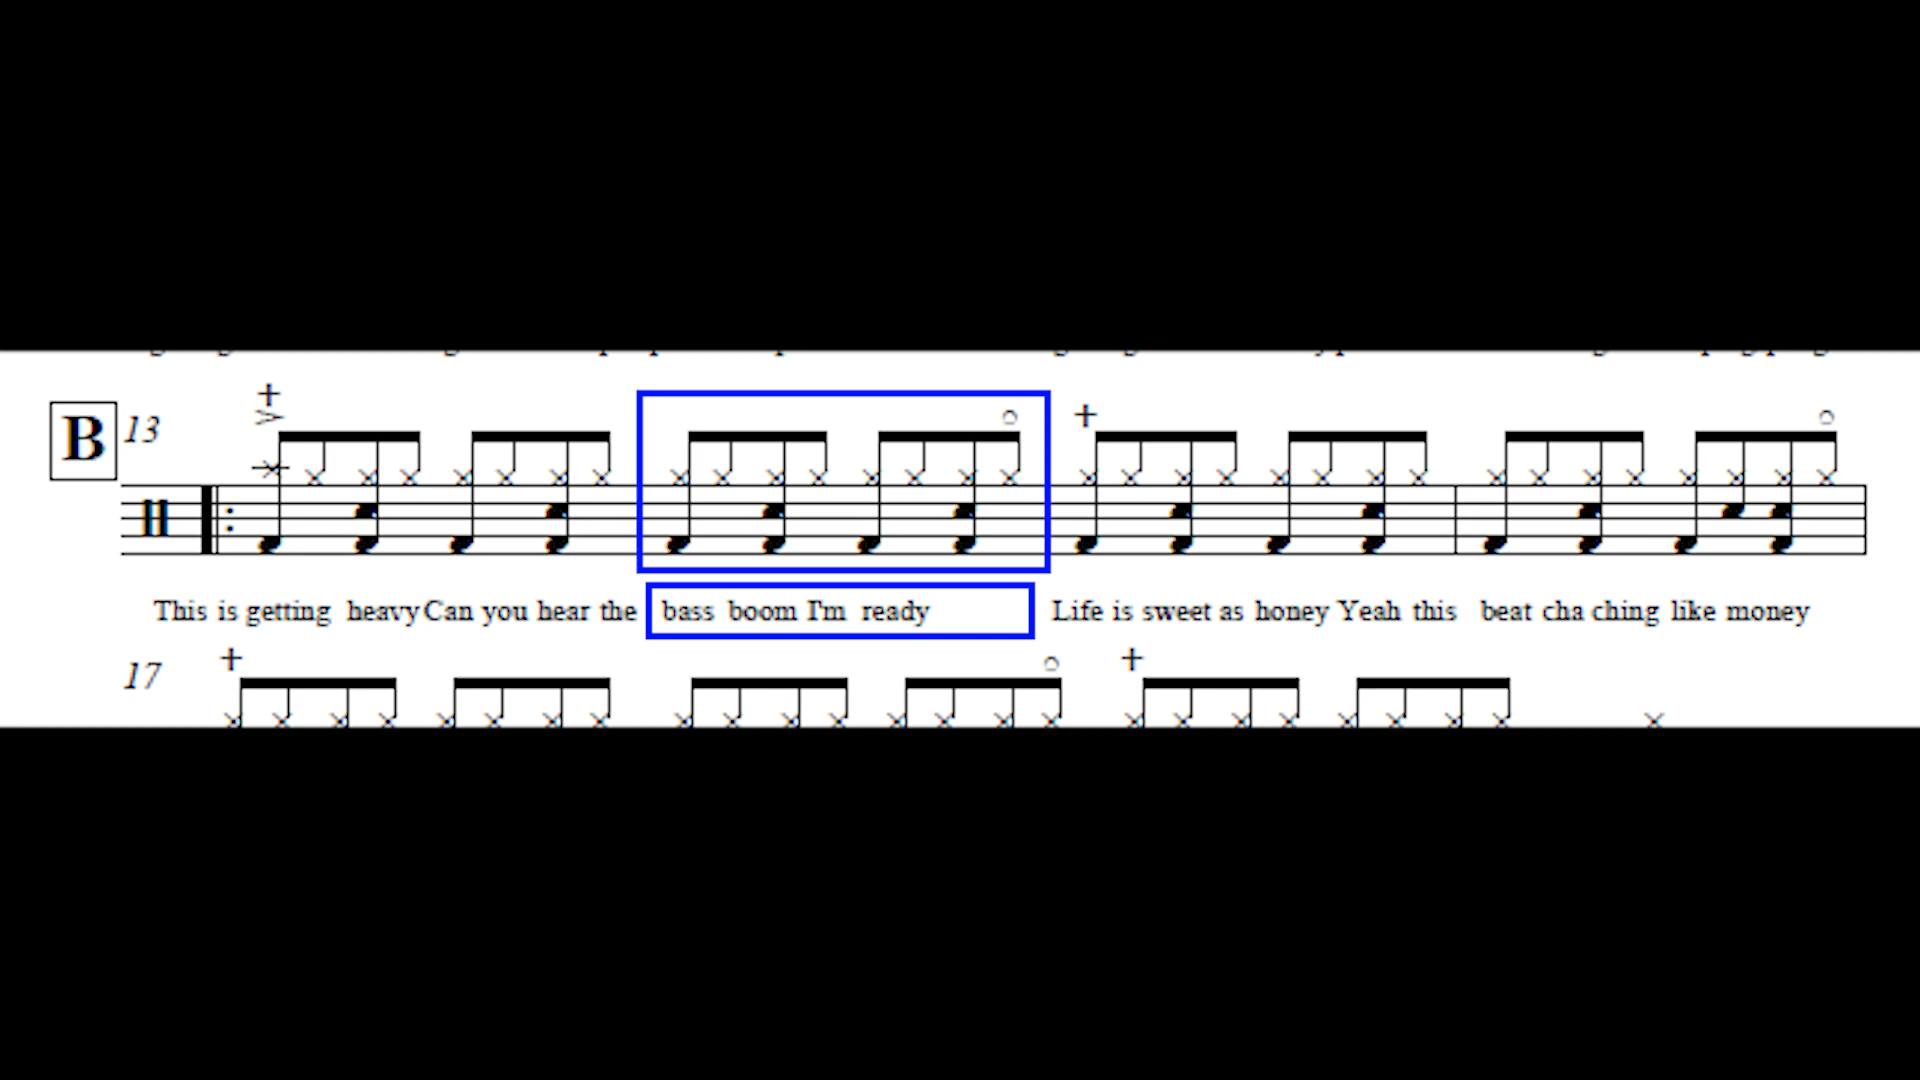 B 13
This is getting heavy Can you hear the bass boom I'm ready Life is sweet as honey Yeah this beat cha ching like money
17